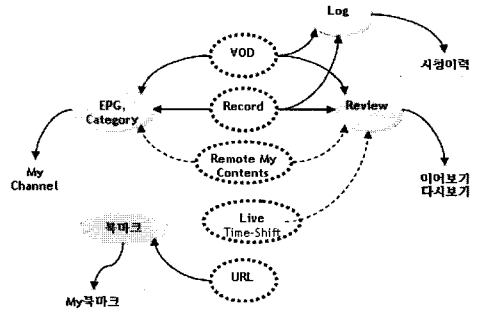 Log
VOD
시청이력
EPG,
Category
Record
Review
Remote My
Contents
My
Channel
이어보기
다시보기
Live
Time-Shift
북마크
URL
My북마크